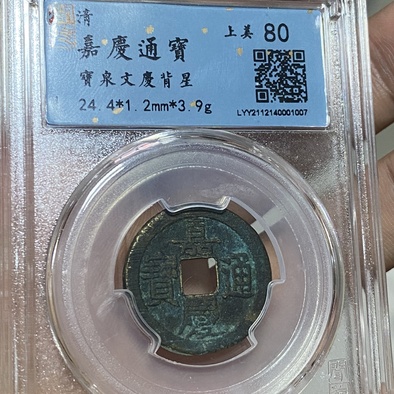 清
嘉慶通寶
上美 80
寶泉文慶背星
24.4*1.2mm*3.9g
LYY2112140001007
嘉
寶 通
慶